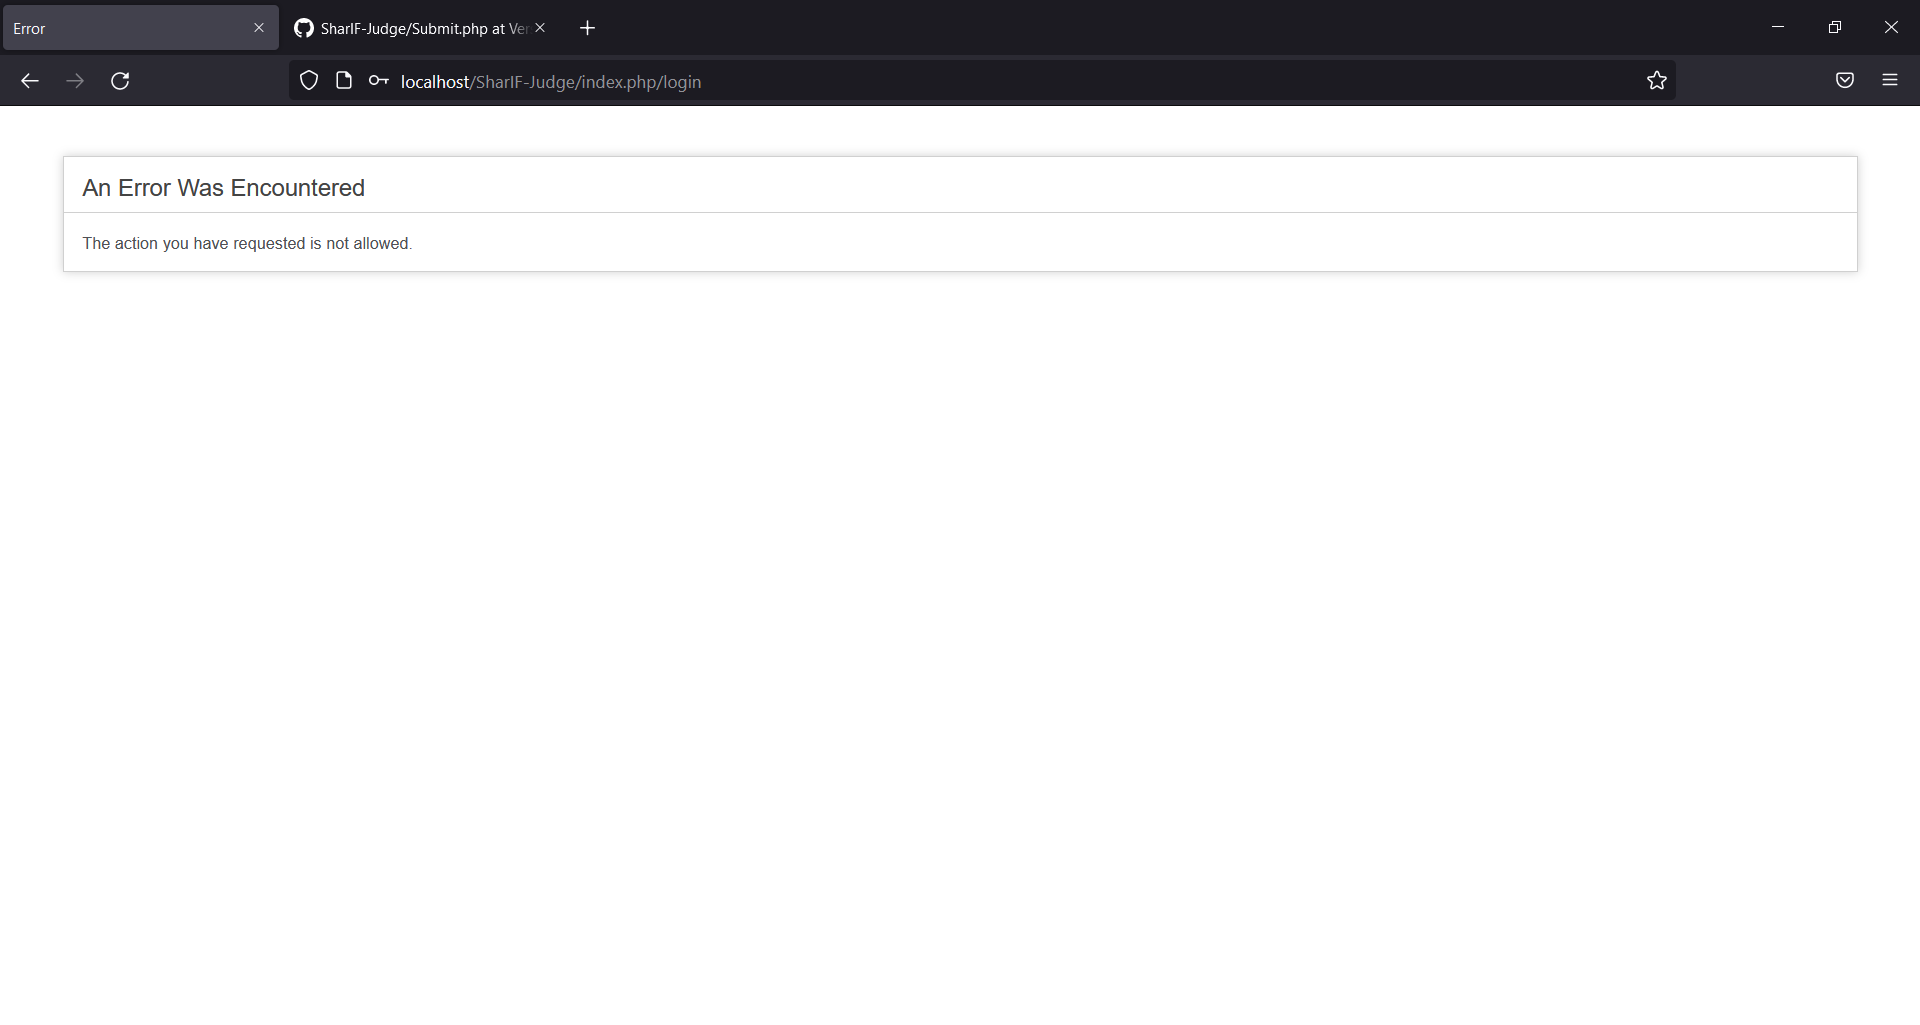 Error
SharIF-Judge/Submit.php at Ver
localhost/SharIF-Judge/index.php/login
An Error Was Encountered
The action you have requested is not allowed.